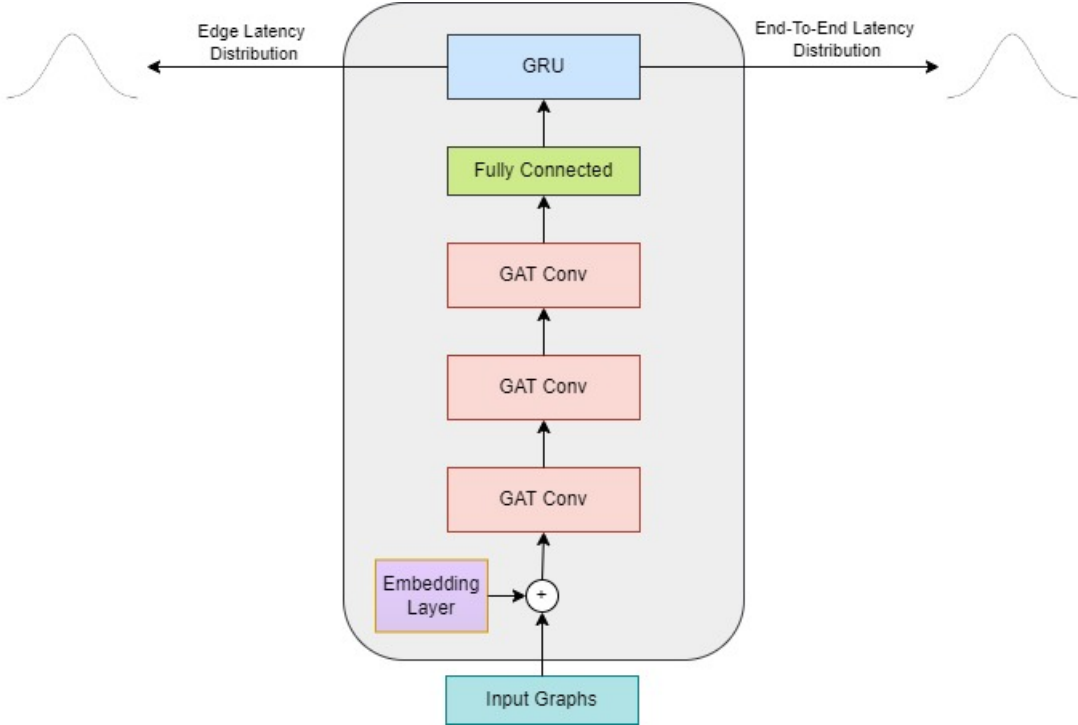 Edge Latency
Distribution
End-To-End Latency
Distribution
GRU
Fully Connected
GAT Conv
GAT Conv
GAT Conv
Embedding
Layer
+
Input Graphs